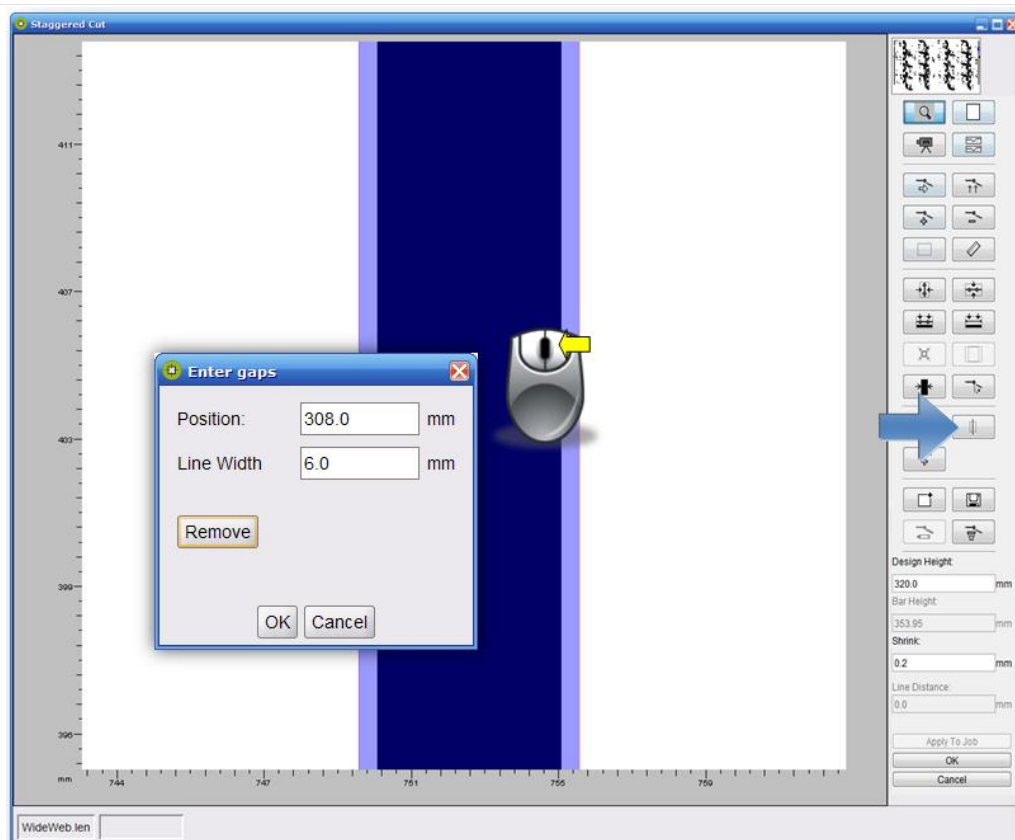 Staggered Cut
411
407
403
399
396
mm
744
747
751
755
759
Enter gaps
Position: 308.0 mm
Line Width 6.0 mm
Remove
OK Cancel
Design Height:
320.0 mm
Bar Height:
353.95 mm
Shrink:
0.2 mm
Line Distance:
0.0 mm
Apply To Job
OK
Cancel
WideWeb.len